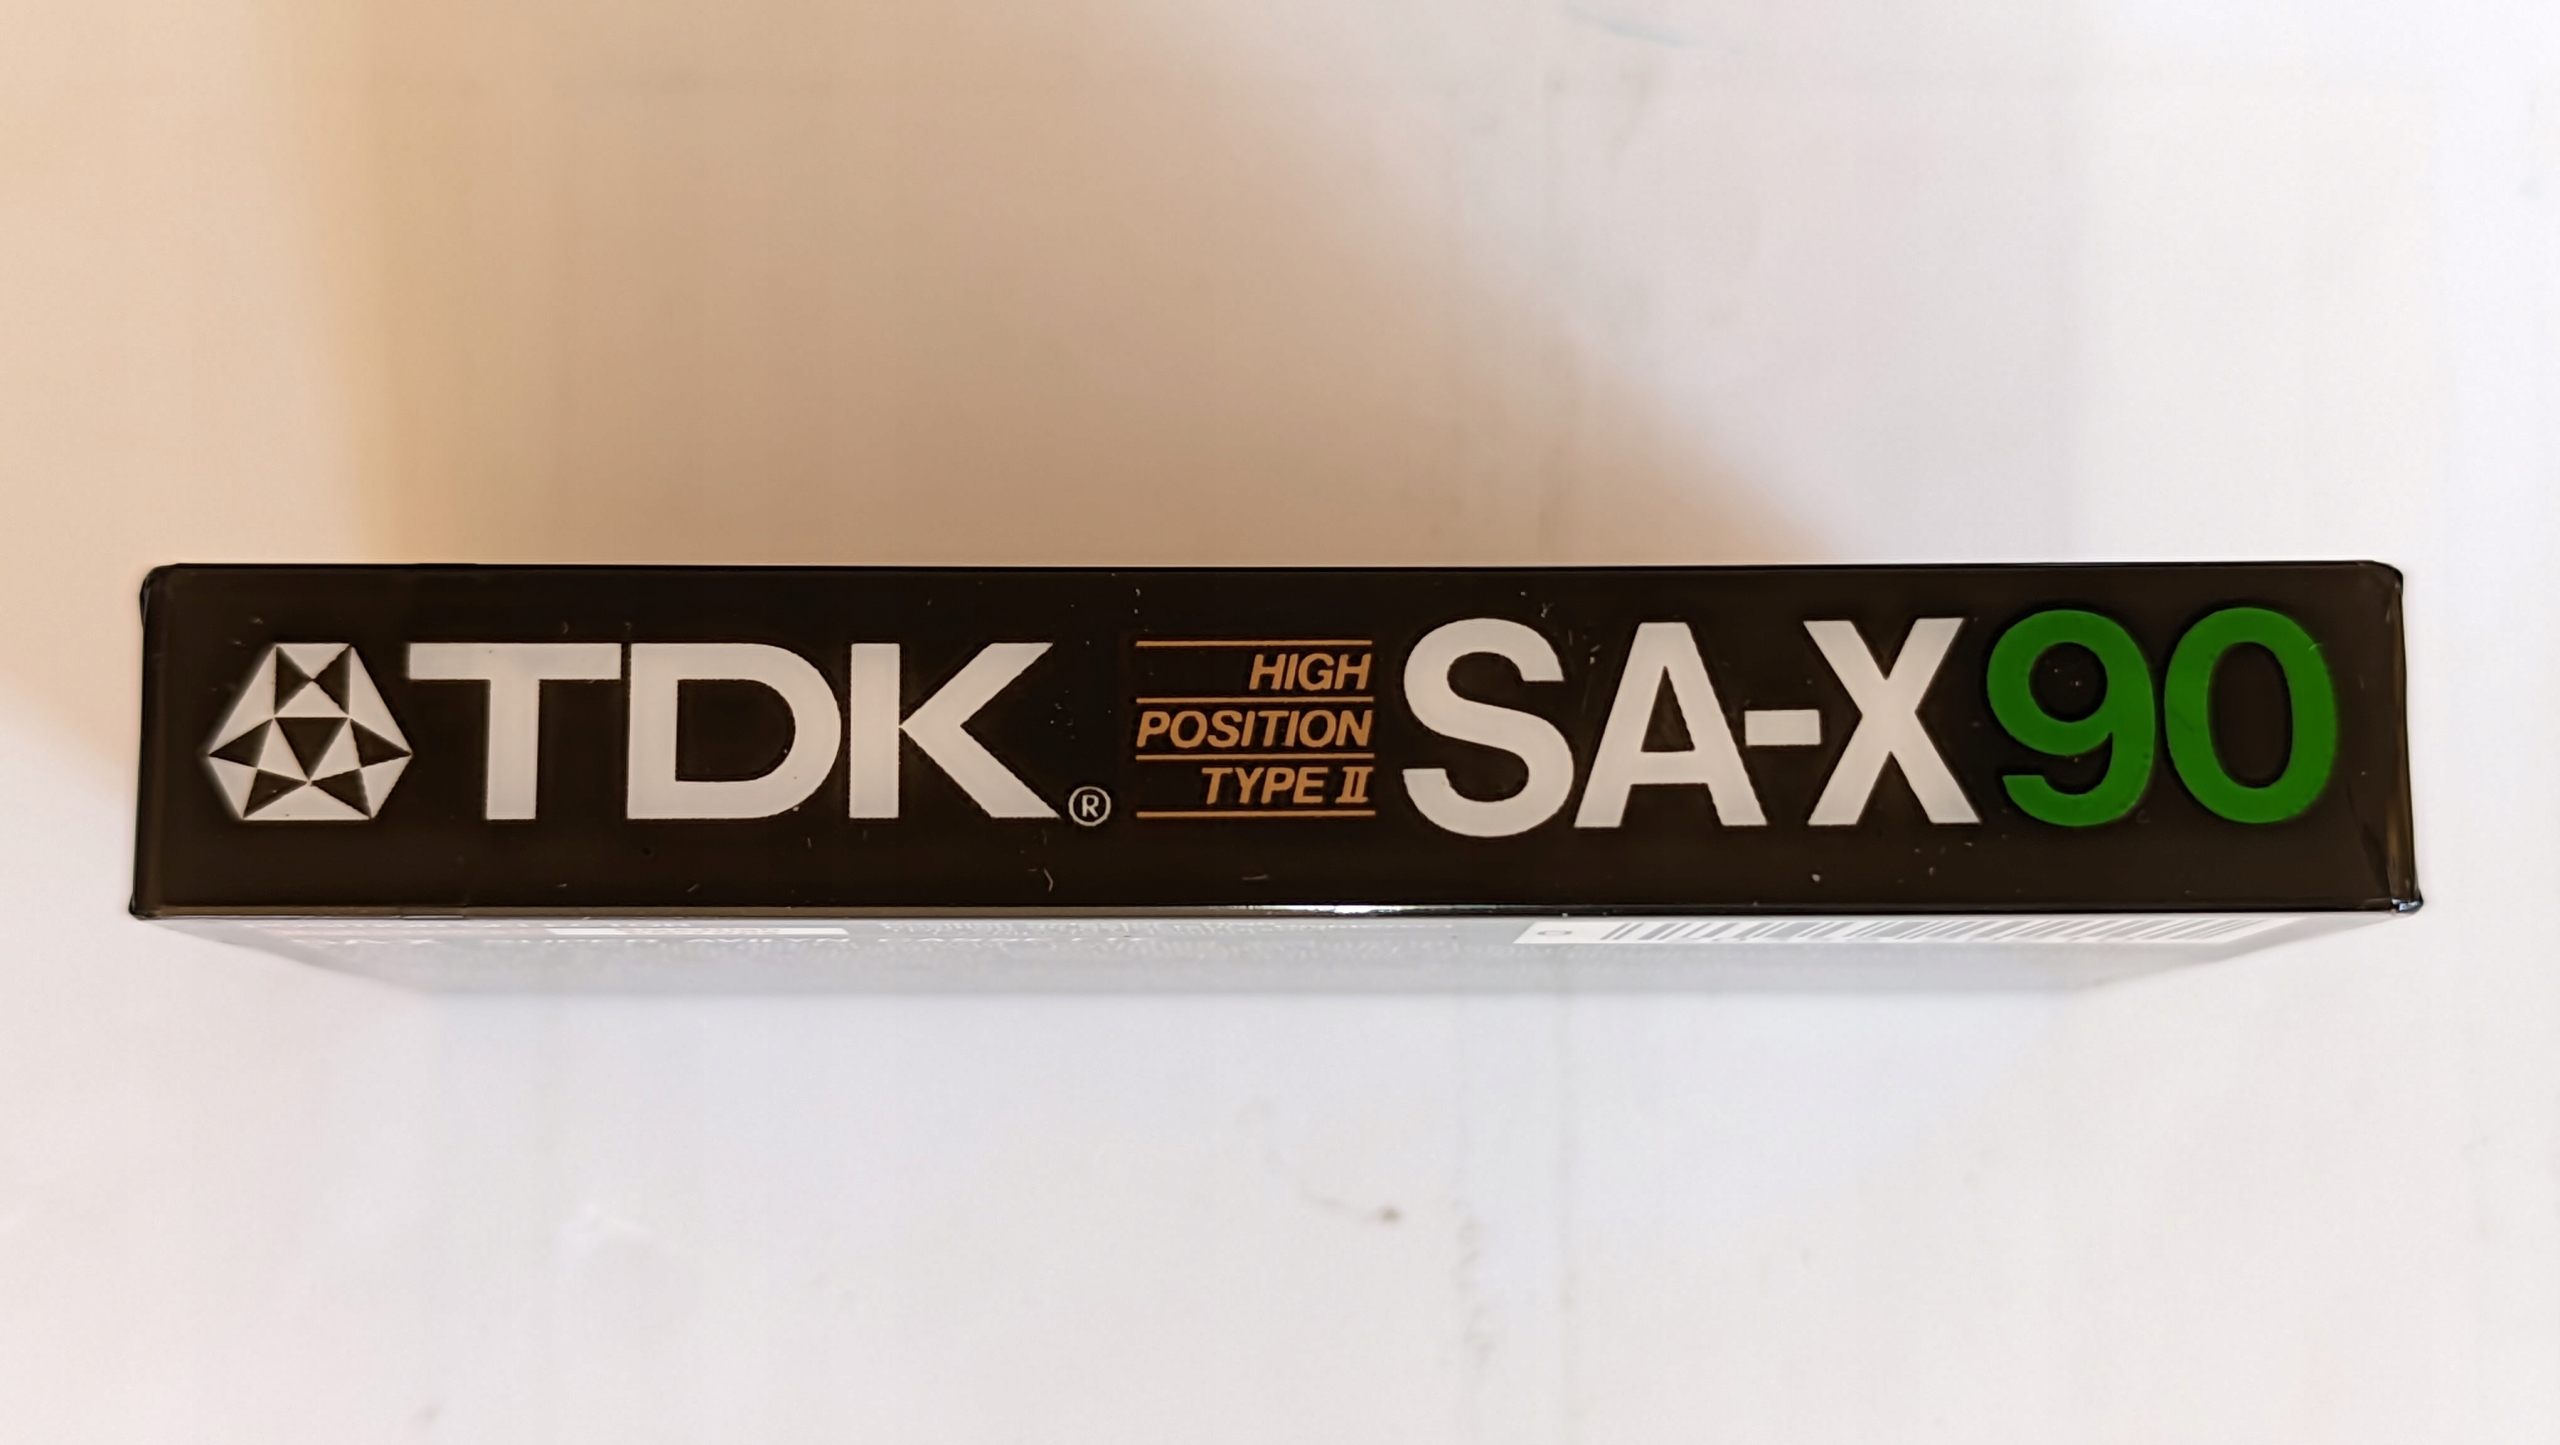 TDK®
HIGH
POSITION
TYPE II
SA-X90